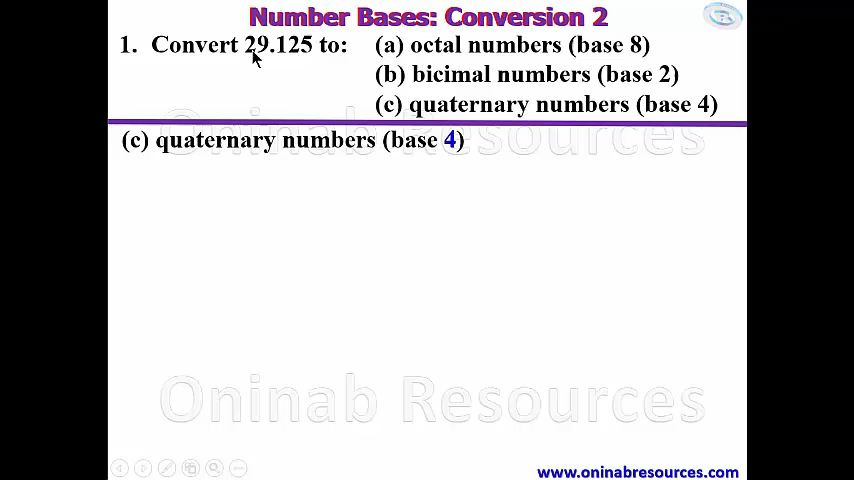 Number Bases: Conversion 2
1. Convert 29.125 to: (a) octal numbers (base 8)
(b) bicimal numbers (base 2)
(c) quaternary numbers (base 4)
Oninab Resources
(c) quaternary numbers (base 4)
Oninab Resources
www.oninabresources.com